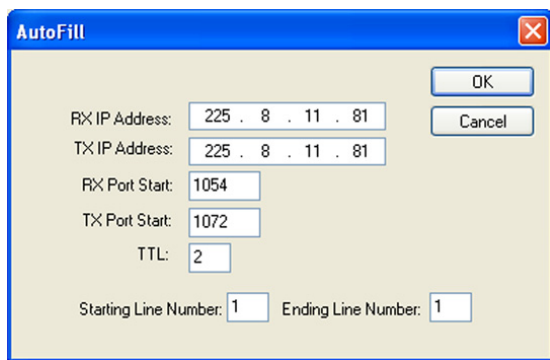 AutoFill
OK
RX IP Address: 225 . 8 . 11 . 81
Cancel
TX IP Address: 225 . 8 . 11 . 81
RX Port Start: 1054
TX Port Start: 1072
TTL: 2
Starting Line Number: 1 Ending Line Number: 1